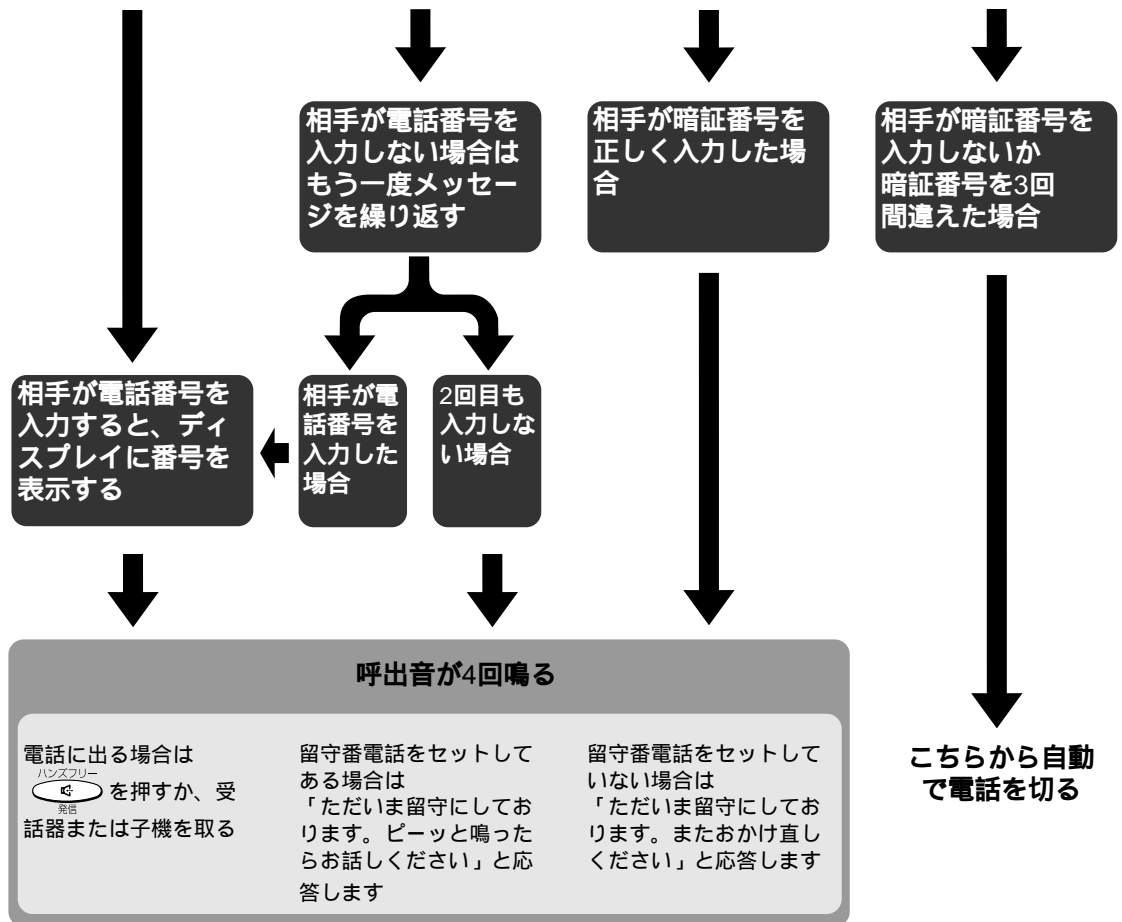 相手が電話番号を
入力しない場合は
もう一度メッセー
ジを繰り返す
相手が暗証番号を
正しく入力した場
合
相手が暗証番号を
入力しないか
暗証番号を3回
間違えた場合
相手が電話番号を
入力すると、ディ
スプレイに番号を
表示する
相手が電
話番号を
入力した
場合
2回目も
入力しな
い場合
呼出音が4回鳴る
電話に出る場合は
ハンズフリー
を押すか、受
発信
話器または子機を取る
留守番電話をセットして
ある場合は
「ただいま留守にしてお
ります。ピーッと鳴った
らお話しください」と応
答します
留守番電話をセットして
いない場合は
「ただいま留守にしてお
ります。またおかけ直し
ください」と応答します
こちらから自動
で電話を切る